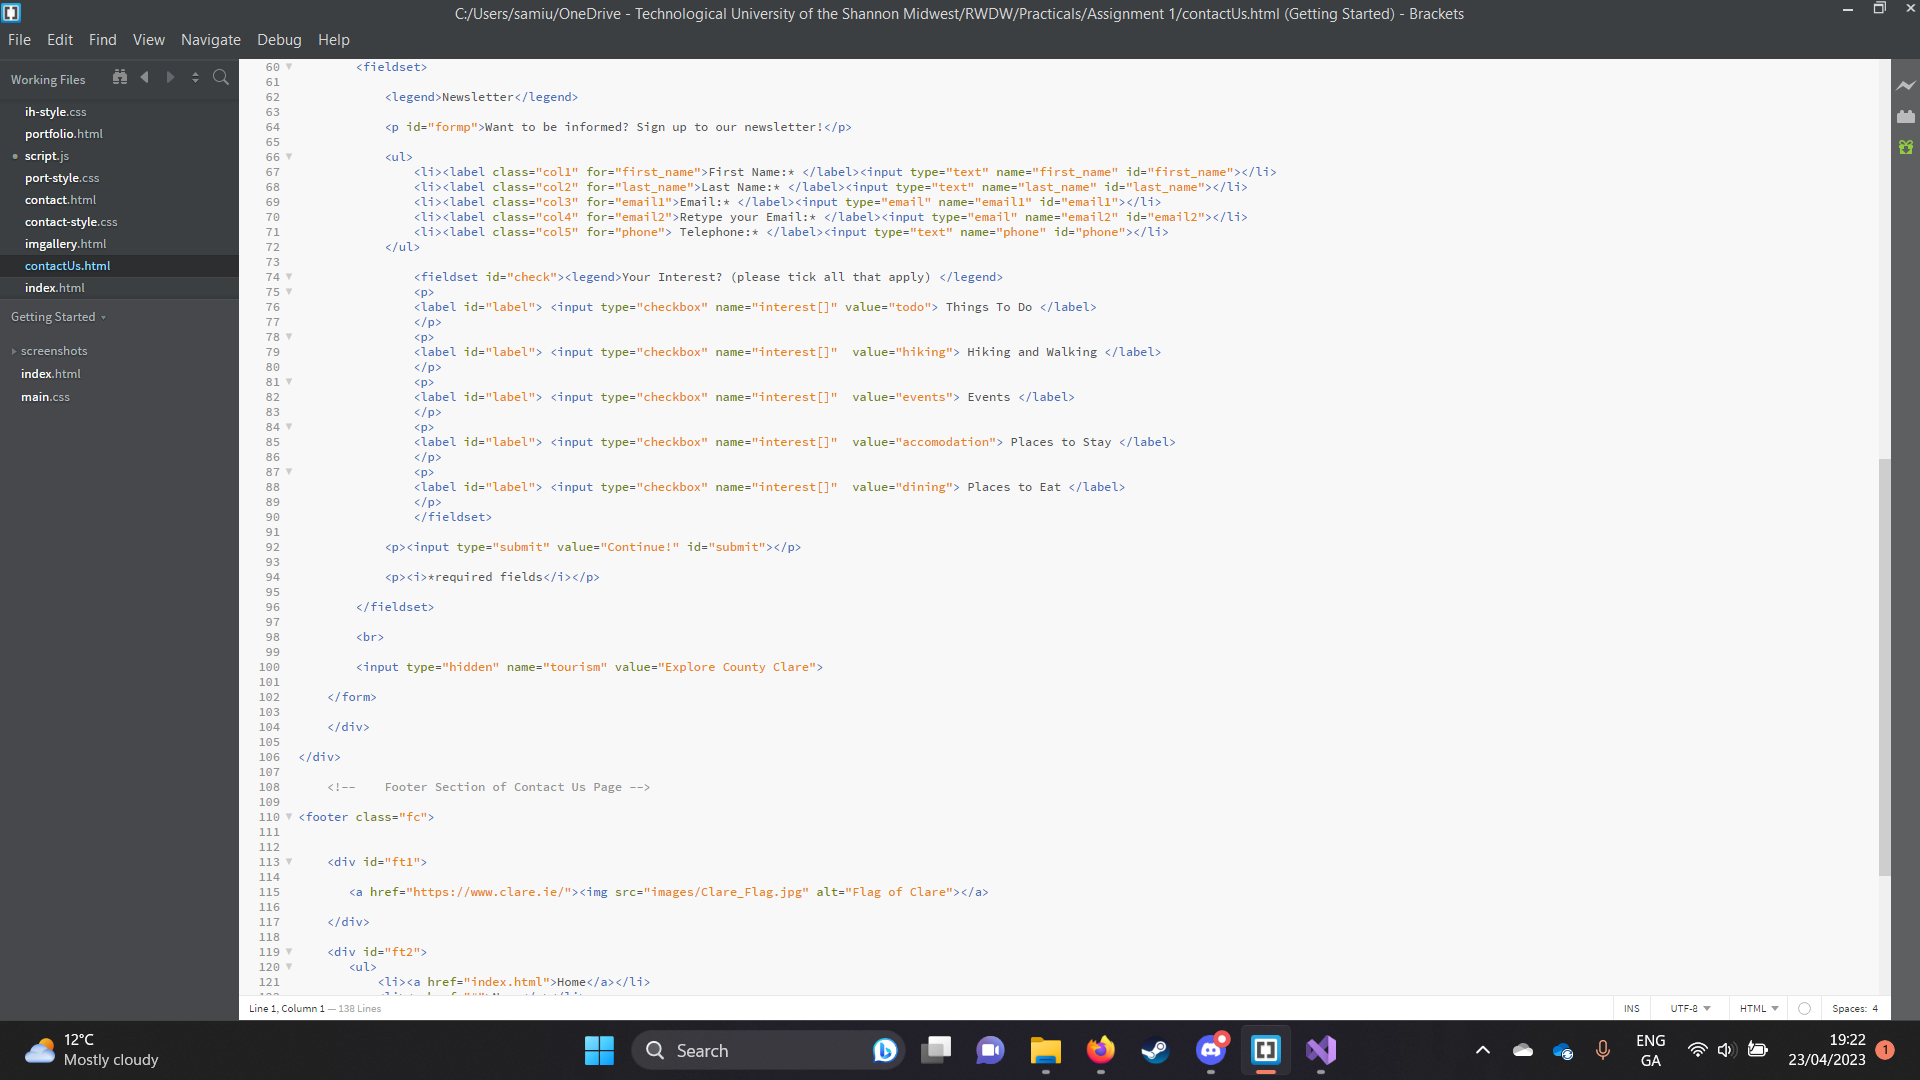 C:/Users/samiu/OneDrive - Technological University of the Shannon Midwest/RWDW/Practicals/Assignment 1/contactUs.html (Getting Started) - Brackets
File Edit Find View Navigate Debug Help
Working Files
ih-style.css
portfolio.html
script.js
port-style.css
contact.html
contact-style.css
imgallery.html
contactUs.html
index.html
Getting Started
screenshots
index.html
main.css
60 <fieldset>
61
62 <legend>Newsletter</legend>
63
64 <p id="formp">Want to be informed? Sign up to our newsletter!</p>
65
66 <ul>
67 <li><label class="col1" for="first_name">First Name:* </label><input type="text" name="first_name" id="first_name"></li>
68 <li><label class="col2" for="last_name">Last Name:* </label><input type="text" name="last_name" id="last_name"></li>
69 <li><label class="col3" for="email1">Email:* </label><input type="email" name="email1" id="email1"></li>
70 <li><label class="col4" for="email2">Retype your Email:* </label><input type="email" name="email2" id="email2"></li>
71 <li><label class="col5" for="phone"> Telephone:* </label><input type="text" name="phone" id="phone"></li>
72 </ul>
73
74 <fieldset id="check"><legend>Your Interest? (please tick all that apply) </legend>
75 <p>
76 <label id="label"> <input type="checkbox" name="interest[]" value="todo"> Things To Do </label>
77 </p>
78 <p>
79 <label id="label"> <input type="checkbox" name="interest[]"  value="hiking"> Hiking and Walking </label>
80 </p>
81 <p>
82 <label id="label"> <input type="checkbox" name="interest[]"  value="events"> Events </label>
83 </p>
84 <p>
85 <label id="label"> <input type="checkbox" name="interest[]"  value="accomodation"> Places to Stay </label>
86 </p>
87 <p>
88 <label id="label"> <input type="checkbox" name="interest[]"  value="dining"> Places to Eat </label>
89 </p>
90 </fieldset>
91
92 <p><input type="submit" value="Continue!" id="submit"></p>
93
94 <p><i>*required fields</i></p>
95
96 </fieldset>
97
98 <br>
99
100 <input type="hidden" name="tourism" value="Explore County Clare">
101
102 </form>
103
104 </div>
105
106 </div>
107
108 <!--    Footer Section of Contact Us Page -->
109
110 <footer class="fc">
111
112
113 <div id="ft1">
114
115 <a href="https://www.clare.ie/"><img src="images/Clare_Flag.jpg" alt="Flag of Clare"></a>
116
117 </div>
118
119 <div id="ft2">
120 <ul>
121 <li><a href="index.html">Home</a></li>
Line 1, Column 1 — 138 Lines
INS UTF-8 HTML Spaces: 4
12°C
Mostly cloudy
Search
ENG
GA
19:22
23/04/2023
1